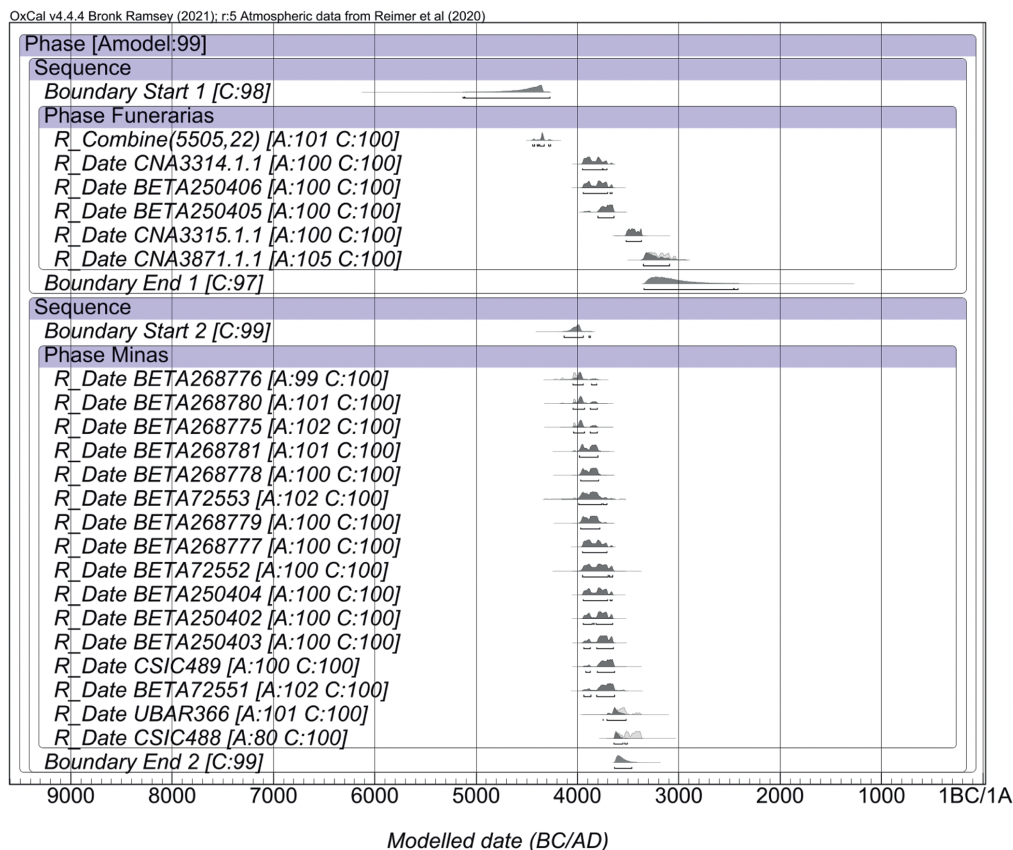 OxCal v4.4.4 Bronk Ramsey (2021); r:5 Atmospheric data from Reimer et al (2020)
Phase [Amodel:99]
Sequence
Boundary Start 1 [C:98]
Phase Funerarias
R_Combine(5505,22) [A:101 C:100]
R_Date CNA3314.1.1 [A:100 C:100]
R_Date BETA250406 [A:100 C:100]
R_Date BETA250405 [A:100 C:100]
R_Date CNA3315.1.1 [A:100 C:100]
R_Date CNA3871.1.1 [A:105 C:100]
Boundary End 1 [C:97]
Sequence
Boundary Start 2 [C:99]
Phase Minas
R_Date BETA268776 [A:99 C:100]
R_Date BETA268780 [A:101 C:100]
R_Date BETA268775 [A:102 C:100]
R_Date BETA268781 [A:101 C:100]
R_Date BETA268778 [A:100 C:100]
R_Date BETA72553 [A:102 C:100]
R_Date BETA268779 [A:100 C:100]
R_Date BETA268777 [A:100 C:100]
R_Date BETA72552 [A:100 C:100]
R_Date BETA250404 [A:100 C:100]
R_Date BETA250402 [A:100 C:100]
R_Date BETA250403 [A:100 C:100]
R_Date CSIC489 [A:100 C:100]
R_Date BETA72551 [A:102 C:100]
R_Date UBAR366 [A:101 C:100]
R_Date CSIC488 [A:80 C:100]
Boundary End 2 [C:99]
9000 8000 7000 6000 5000 4000 3000 2000 1000 1BC/1A
Modelled date (BC/AD)